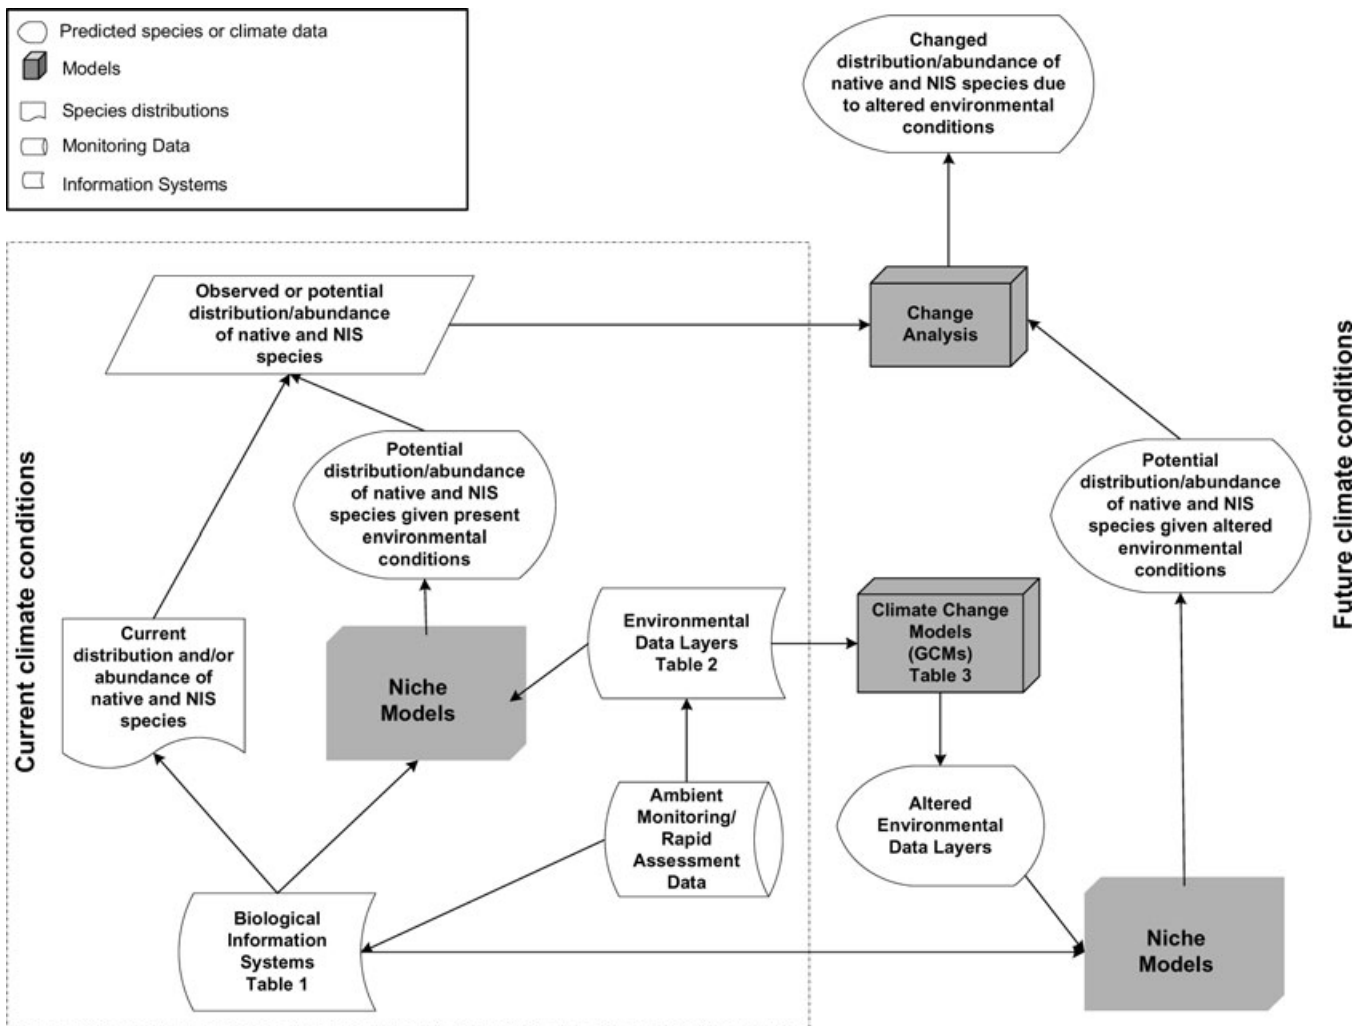 Predicted species or climate data
Models
Species distributions
Monitoring Data
Information Systems
Changed
distribution/abundance of
native and NIS species due
to altered environmental
conditions
Observed or potential
distribution/abundance
of native and NIS
species
Change
Analysis
Potential
distribution/abundance
of native and NIS
species given present
environmental
conditions
Potential
distribution/abundance
of native and NIS
species given altered
environmental
conditions
Current climate conditions
Future climate conditions
Current
distribution and/or
abundance of
native and NIS
species
Niche
Models
Environmental
Data Layers
Table 2
Climate Change
Models
(GCMs)
Table 3
Ambient
Monitoring/
Rapid
Assessment
Data
Altered
Environmental
Data Layers
Biological
Information
Systems
Table 1
Niche
Models